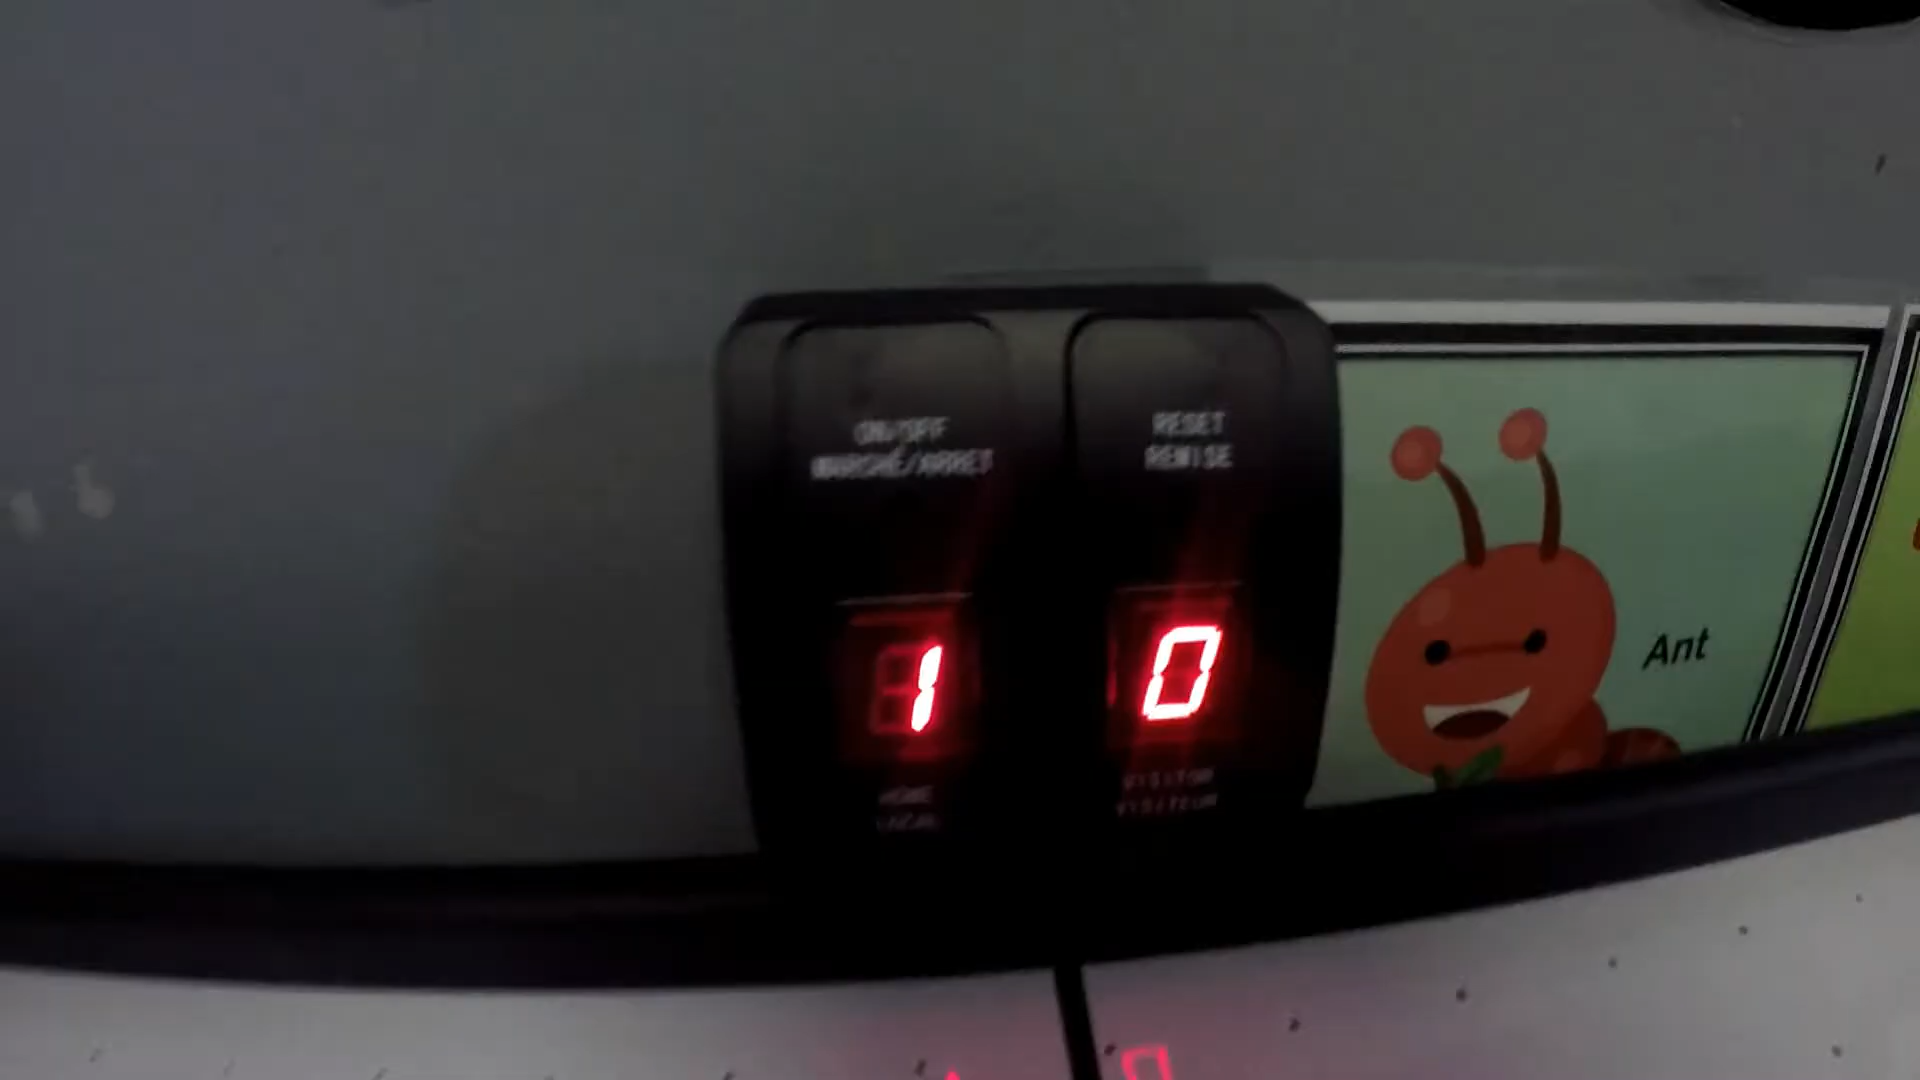 ON/OFF
MARCHE/ARRET
RESET
REMISE
1
0
HOME
LOCAL
VISITOR
VISITEUR
Ant